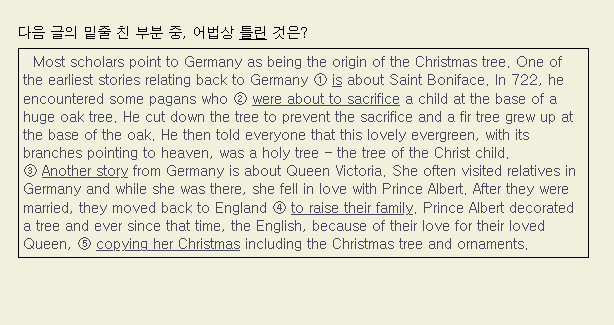 다음 글의 밑줄 친 부분 중, 어법상 틀린 것은?
Most scholars point to Germany as being the origin of the Christmas tree. One of
the earliest stories relating back to Germany ① is about Saint Boniface. In 722, he
encountered some pagans who ② were about to sacrifice a child at the base of a
huge oak tree. He cut down the tree to prevent the sacrifice and a fir tree grew up at
the base of the oak. He then told everyone that this lovely evergreen, with its
branches pointing to heaven, was a holy tree - the tree of the Christ child.
③ Another story from Germany is about Queen Victoria. She often visited relatives in
Germany and while she was there, she fell in love with Prince Albert. After they were
married, they moved back to England ④ to raise their family. Prince Albert decorated
a tree and ever since that time, the English, because of their love for their loved
Queen, ⑤ copying her Christmas including the Christmas tree and ornaments.